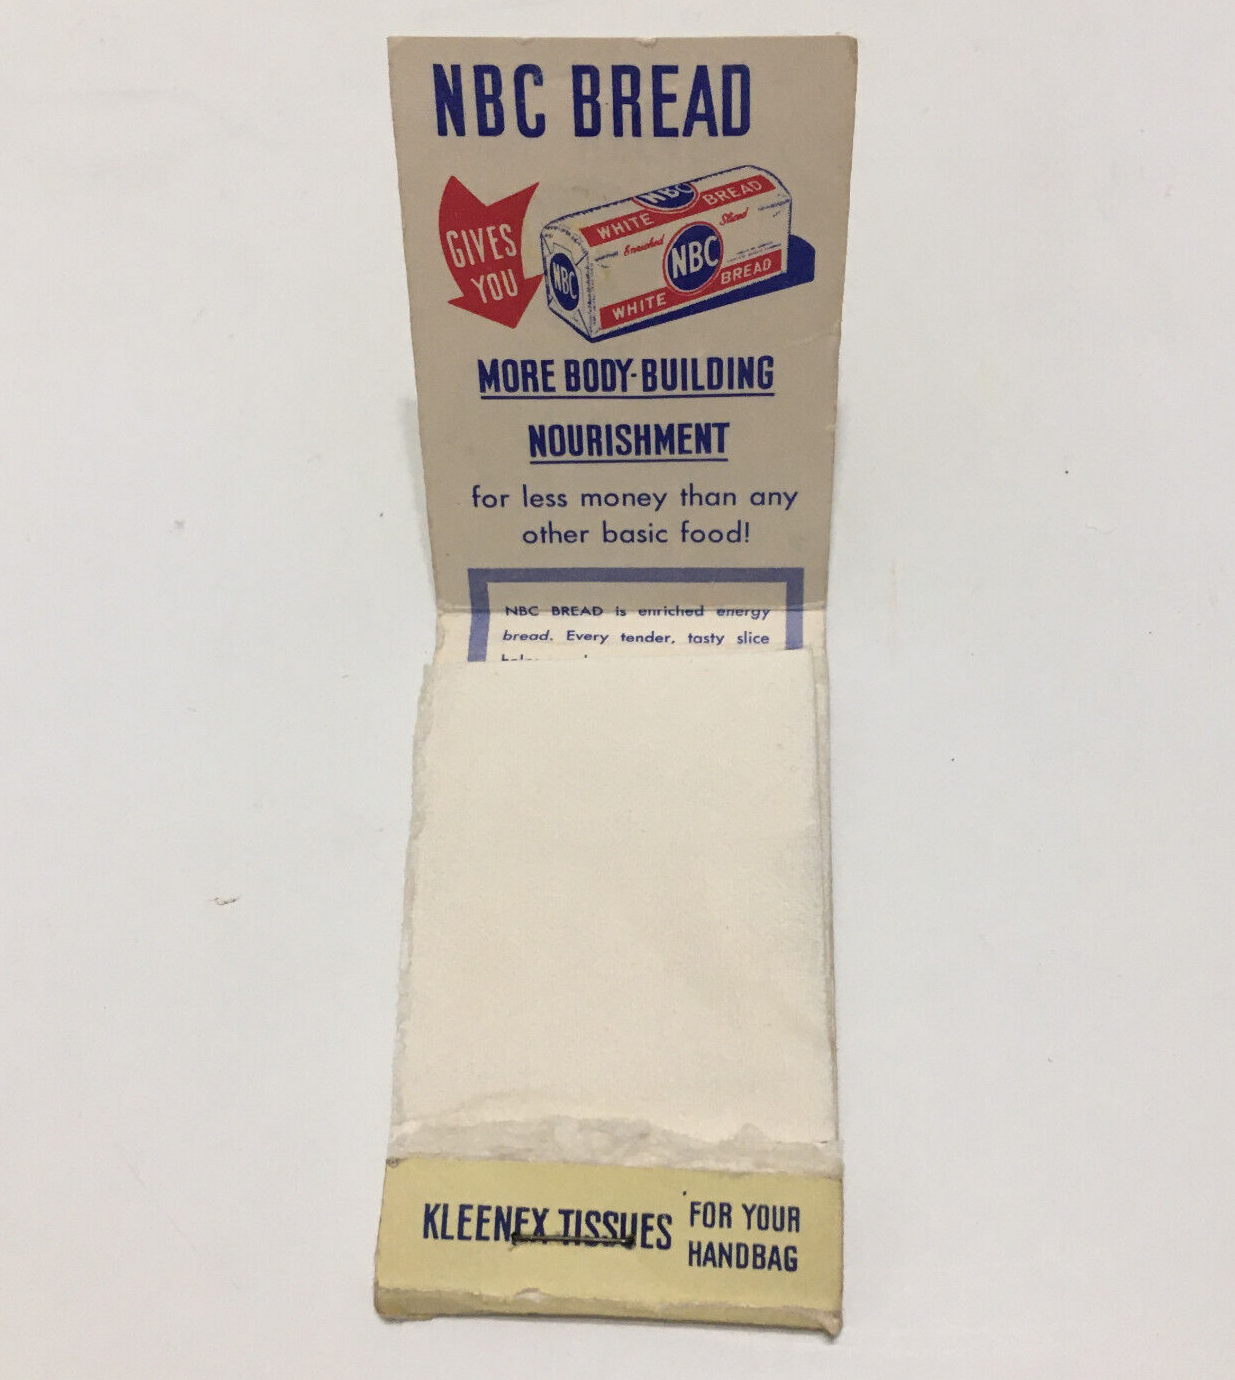 NBC BREAD
GIVES
YOU
NBC
WHITE BREAD
Enriched Sliced
NBC
NBC
WHITE BREAD
MORE BODY-BUILDING
NOURISHMENT
for less money than any
other basic food!
NBC BREAD is enriched energy
bread. Every tender, tasty slice
KLEENEX TISSUES
FOR YOUR
HANDBAG